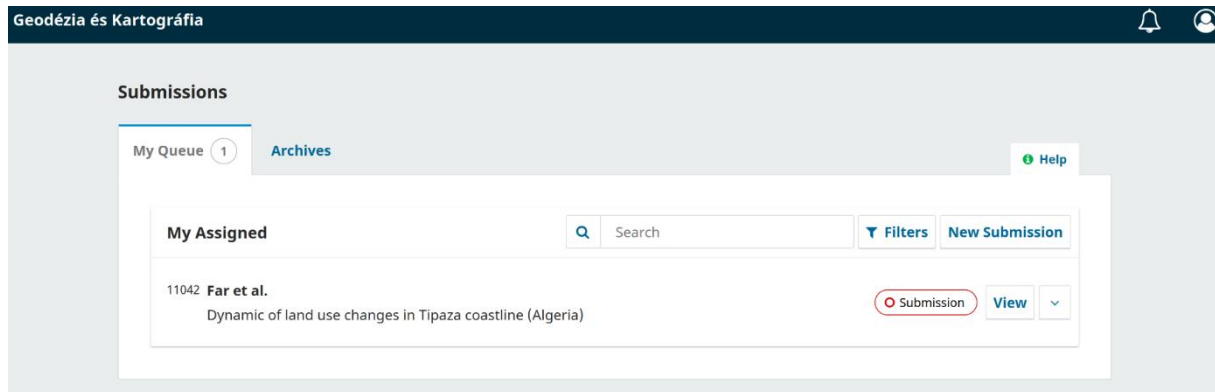 Geodézia és Kartográfia
Submissions
My Queue 1 Archives
Help
My Assigned Search Filters New Submission
11042 Far et al. Submission View
Dynamic of land use changes in Tipaza coastline (Algeria)